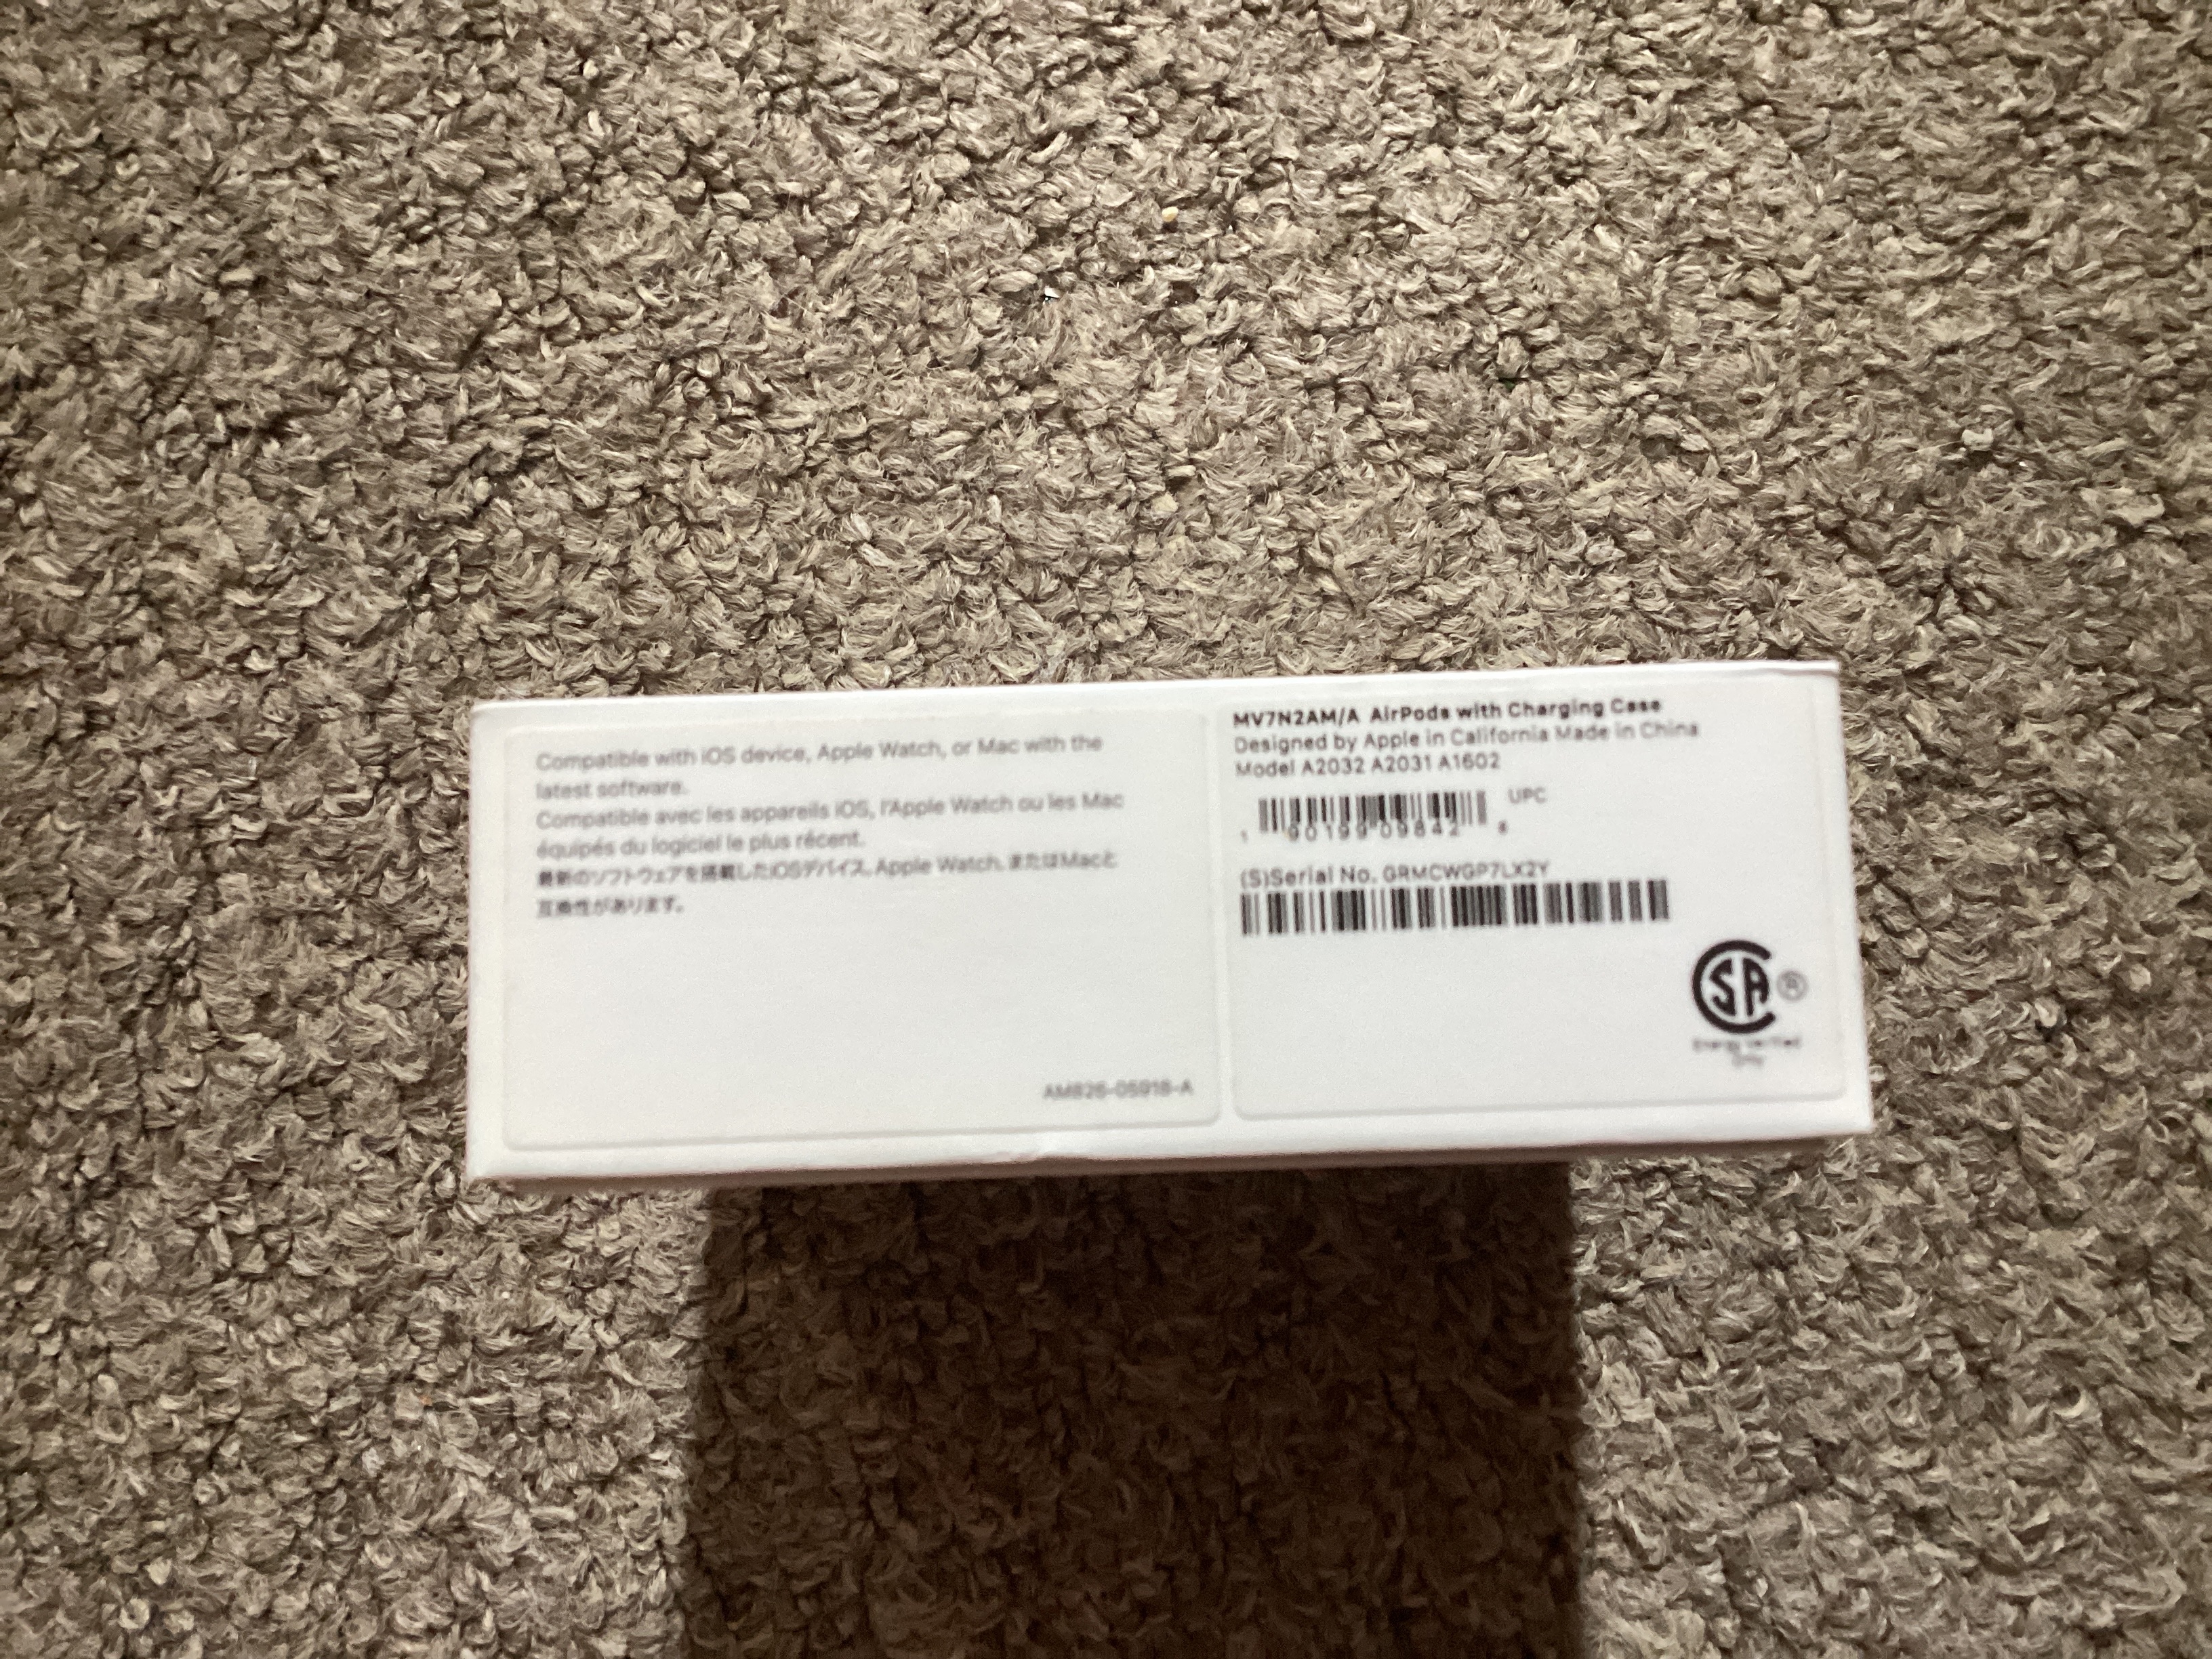 Compatible with iOS device, Apple Watch, or Mac with the
latest software.
Compatible avec les appareils iOS, l'Apple Watch ou les Mac
équipés du logiciel le plus récent.
最新のソフトウェアを搭載したiOSデバイス、Apple Watch、またはMacと
互換性があります。
AM826-05918-A
MV7N2AM/A AirPods with Charging Case
Designed by Apple in California Made in China
Model A2032 A2031 A1602
UPC
1 90199 09842 8
(S)Serial No. GRMCWGP7LX2Y
CSA ®
Energy Verified
Only